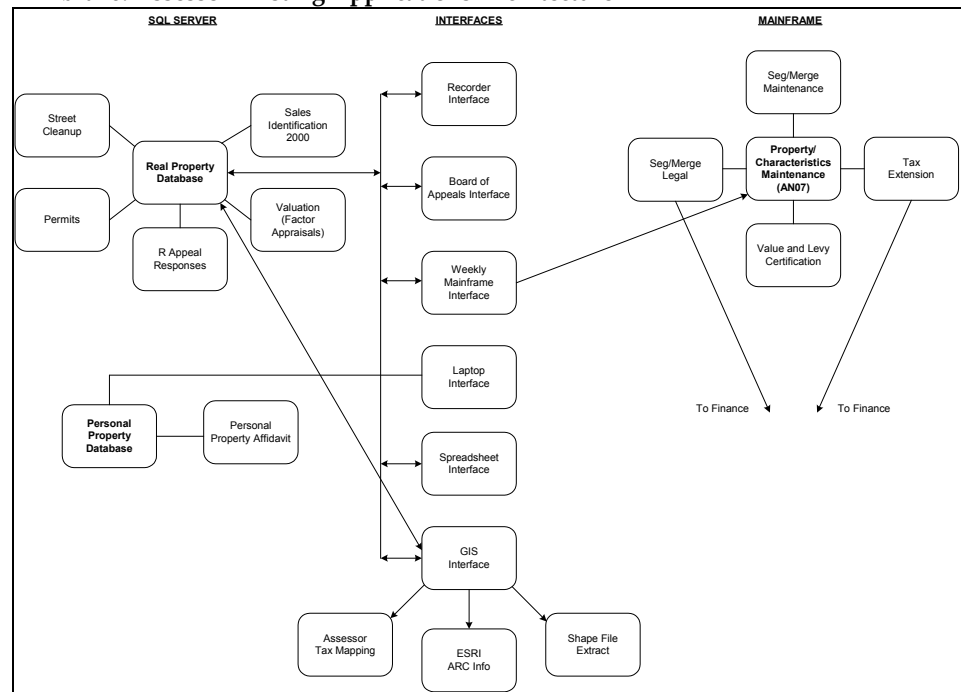 SQL SERVER
INTERFACES
MAINFRAME
Street
Cleanup
Sales
Identification
2000
Real Property
Database
Permits
Valuation
(Factor
Appraisals)
R Appeal
Responses
Personal
Property
Database
Personal
Property Affidavit
Recorder
Interface
Board of
Appeals Interface
Weekly
Mainframe
Interface
Laptop
Interface
Spreadsheet
Interface
GIS
Interface
Assessor
Tax Mapping
ESRI
ARC Info
Shape File
Extract
Seg/Merge
Maintenance
Seg/Merge
Legal
Property/
Characteristics
Maintenance
(AN07)
Tax
Extension
Value and Levy
Certification
To Finance
To Finance